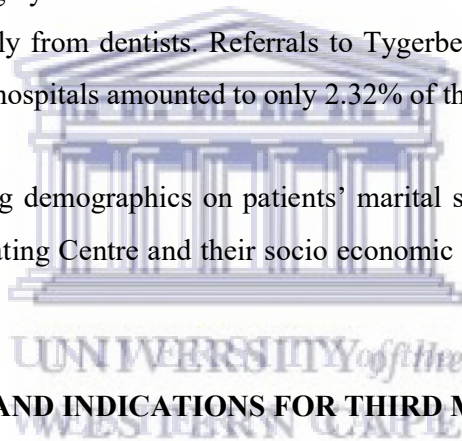 ly from dentists. Referrals to Tygerbe
hospitals amounted to only 2.32% of th
g demographics on patients' marital s
ating Centre and their socio economic
UNIVERSITY of the
AND INDICATIONS FOR THIRD M
WESTERN CAPE